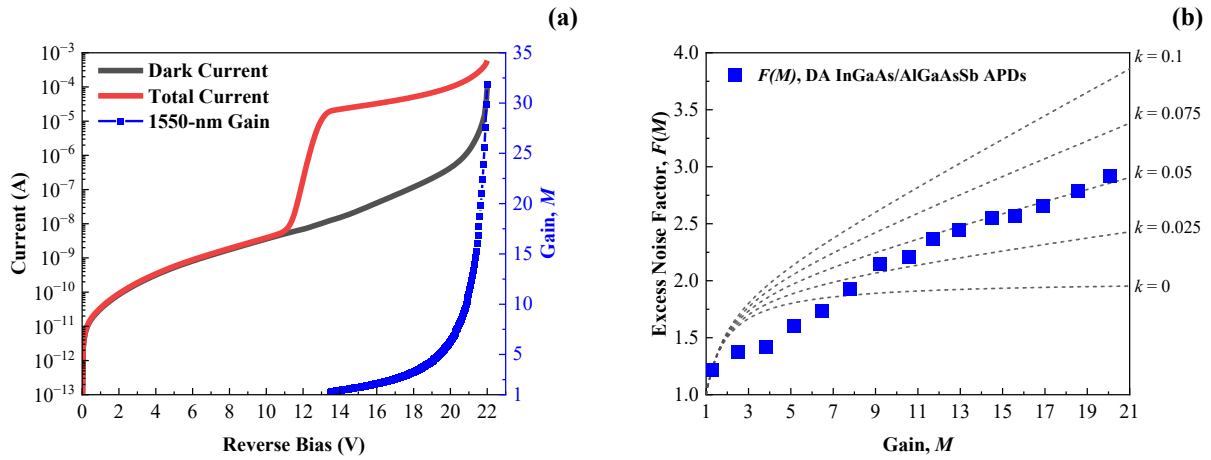 (a)
10⁻³
10⁻⁴
10⁻⁵
10⁻⁶
10⁻⁷
10⁻⁸
10⁻⁹
10⁻¹⁰
10⁻¹¹
10⁻¹²
10⁻¹³
Current (A)
Dark Current
Total Current
1550-nm Gain
35
30
25
20
15
10
5
1
Gain, M
0 2 4 6 8 10 12 14 16 18 20 22
Reverse Bias (V)
(b)
4.0
3.5
3.0
2.5
2.0
1.5
1.0
Excess Noise Factor, F(M)
F(M), DA InGaAs/AlGaAsSb APDs
k = 0.1
k = 0.075
k = 0.05
k = 0.025
k = 0
1 3 5 7 9 11 13 15 17 19 21
Gain, M